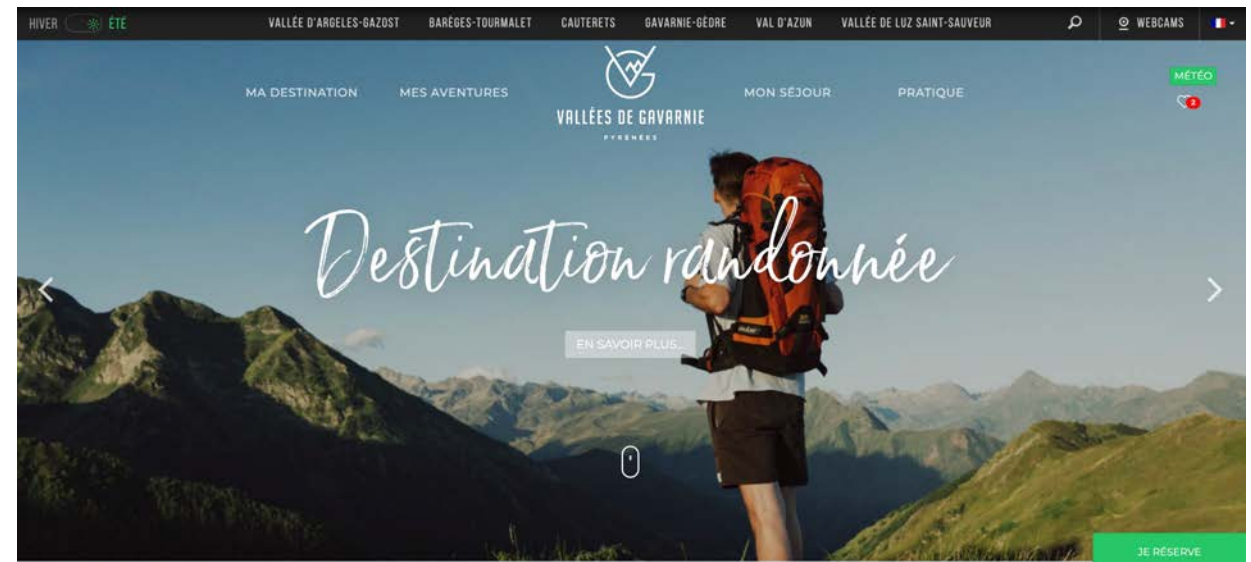 HIVER ÉTÉ VALLÉE D'ARGELES-GAZOST BARÈGES-TOURMALET CAUTERETS GAVARNIE-GÈDRE VAL D'AZUN VALLÉE DE LUZ SAINT-SAUVEUR WEBCAMS
MÉTÉO
MA DESTINATION MES AVENTURES MON SÉJOUR PRATIQUE
2
VALLÉES DE GAVARNIE
PYRÉNÉES
Destination randonnée
EN SAVOIR PLUS...
JE RÉSERVE